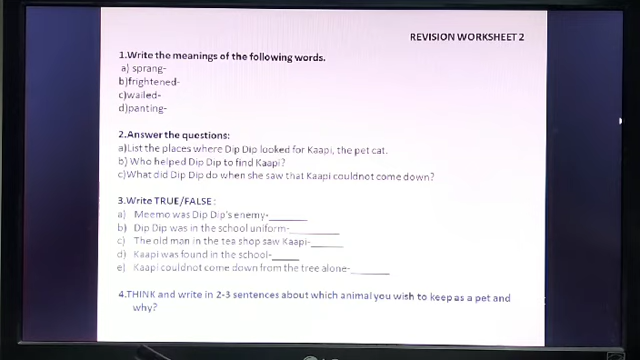 REVISION WORKSHEET 2
1.Write the meanings of the following words.
a) sprang-
b)frightened-
c)wailed-
d)panting-
2.Answer the questions:
a)List the places where Dip Dip looked for Kaapi, the pet cat.
b) Who helped Dip Dip to find Kaapi?
c)What did Dip Dip do when she saw that Kaapi couldnot come down?
3.Write TRUE/FALSE:
a) Meemo was Dip Dip's enemy-______
b) Dip Dip was in the school uniform-________
c) The old man in the tea shop saw Kaapi-_____
d) Kaapi was found in the school-_____
e) Kaapi couldnot come down from the tree alone-_______
4.THINK and write in 2-3 sentences about which animal you wish to keep as a pet and
why?